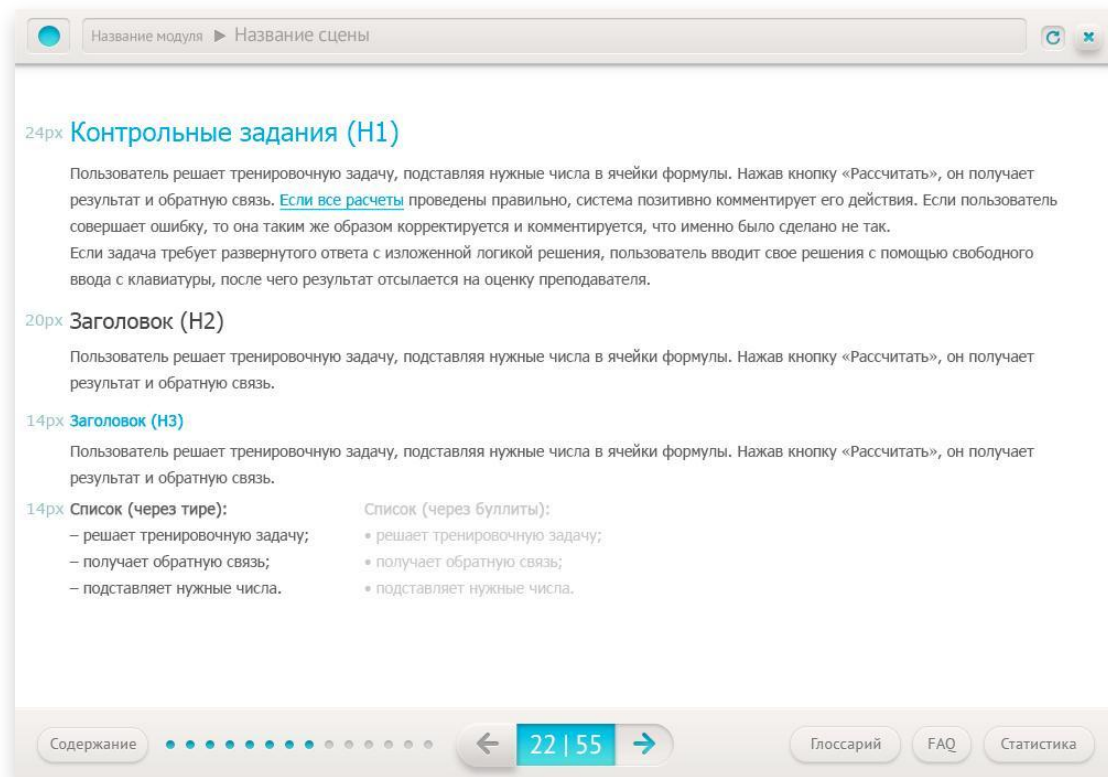 Название модуля ▶ Название сцены
24px Контрольные задания (H1)
Пользователь решает тренировочную задачу, подставляя нужные числа в ячейки формулы. Нажав кнопку «Рассчитать», он получает
результат и обратную связь. Если все расчеты проведены правильно, система позитивно комментирует его действия. Если пользователь
совершает ошибку, то она таким же образом корректируется и комментируется, что именно было сделано не так.
Если задача требует развернутого ответа с изложенной логикой решения, пользователь вводит свое решения с помощью свободного
ввода с клавиатуры, после чего результат отсылается на оценку преподавателя.
20px Заголовок (H2)
Пользователь решает тренировочную задачу, подставляя нужные числа в ячейки формулы. Нажав кнопку «Рассчитать», он получает
результат и обратную связь.
14px Заголовок (H3)
Пользователь решает тренировочную задачу, подставляя нужные числа в ячейки формулы. Нажав кнопку «Рассчитать», он получает
результат и обратную связь.
14px Список (через тире): Список (через буллиты):
– решает тренировочную задачу; • решает тренировочную задачу;
– получает обратную связь; • получает обратную связь;
– подставляет нужные числа. • подставляет нужные числа.
Содержание 22 | 55 Глоссарий FAQ Статистика